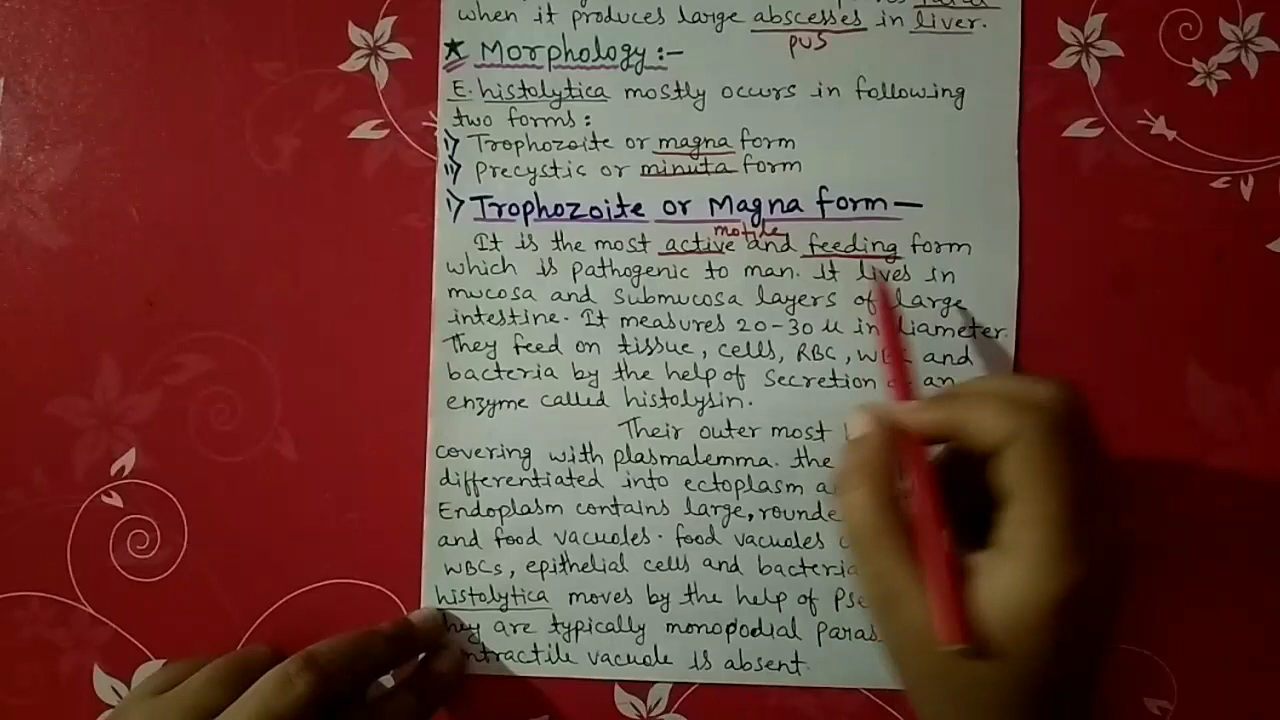 when it produces large abscesses in liver.
pus
★ Morphology:-
E. histolytica mostly occurs in following
two forms:
i) Trophozoite or magna form
ii) Precystic or minuta form
i) Trophozoite or Magna form—
motile
It is the most active and feeding form
which is pathogenic to man. it lives in
mucosa and submucosa layers of large
intestine. It measures 20-30 u in diameter.
They feed on tissue, cells, RBC, WBC and
bacteria by the help of secretion an
enzyme called histolysin.
Their outer most
covering with plasmalemma. the
differentiated into ectoplasm
Endoplasm contains large, rounde
and food vacuoles. food vacuoles
WBCs, epithelial cells and bacteria
histolytica moves by the help of Pse
They are typically monopodial Paras
contractile vacuole is absent.